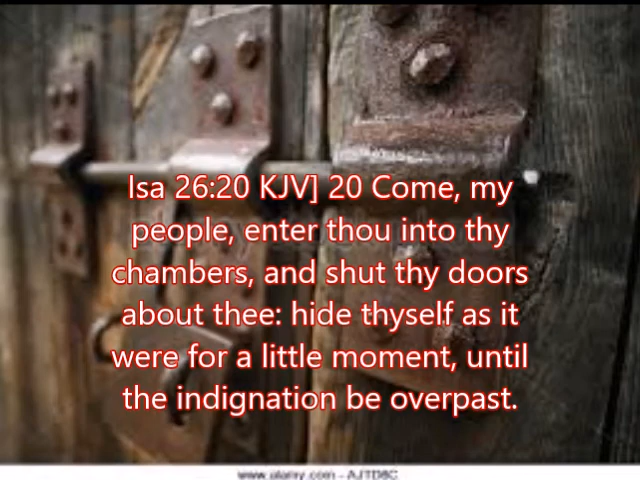 Isa 26:20 KJV] 20 Come, my
people, enter thou into thy
chambers, and shut thy doors
about thee: hide thyself as it
were for a little moment, until
the indignation be overpast.
www.alamy.com - AJTD8C